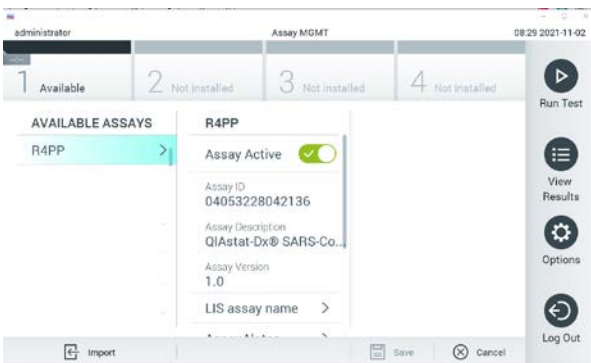 administrator
Assay MGMT
08:29 2021-11-02
1 Available
2 Not installed
3 Not installed
4 Not installed
Run Test
AVAILABLE ASSAYS
R4PP
R4PP
Assay Active
Assay ID
04053228042136
Assay Description
QIAstat-Dx® SARS-Co...
Assay Version
1.0
LIS assay name
View
Results
Options
Log Out
Import
Save
Cancel